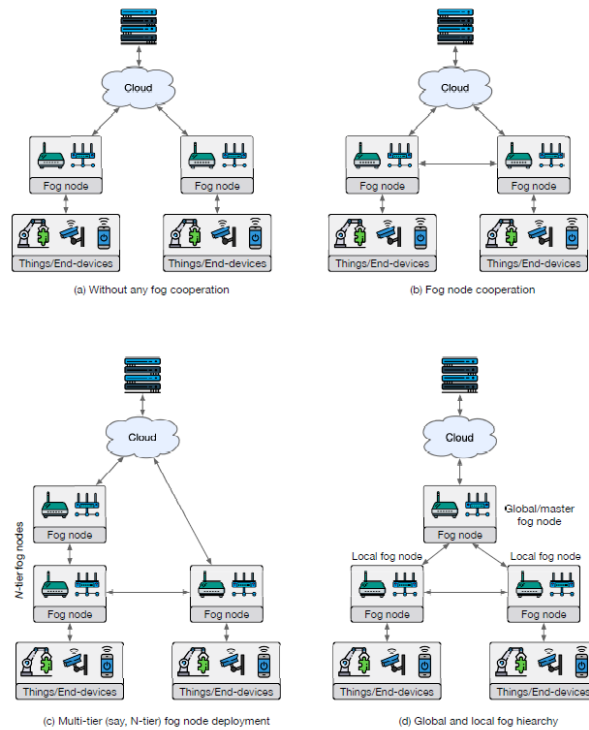 Cloud
Cloud
Fog node
Fog node
Fog node
Fog node
Things/End-devices
Things/End-devices
Things/End-devices
Things/End-devices
(a) Without any fog cooperation
(b) Fog node cooperation
Cloud
Cloud
N-tier fog nodes
Fog node
Fog node
Global/master
fog node
Local fog node
Local fog node
Fog node
Fog node
Fog node
Fog node
Things/End-devices
Things/End-devices
Things/End-devices
Things/End-devices
(c) Multi-tier (say, N-tier) fog node deployment
(d) Global and local fog hiearchy